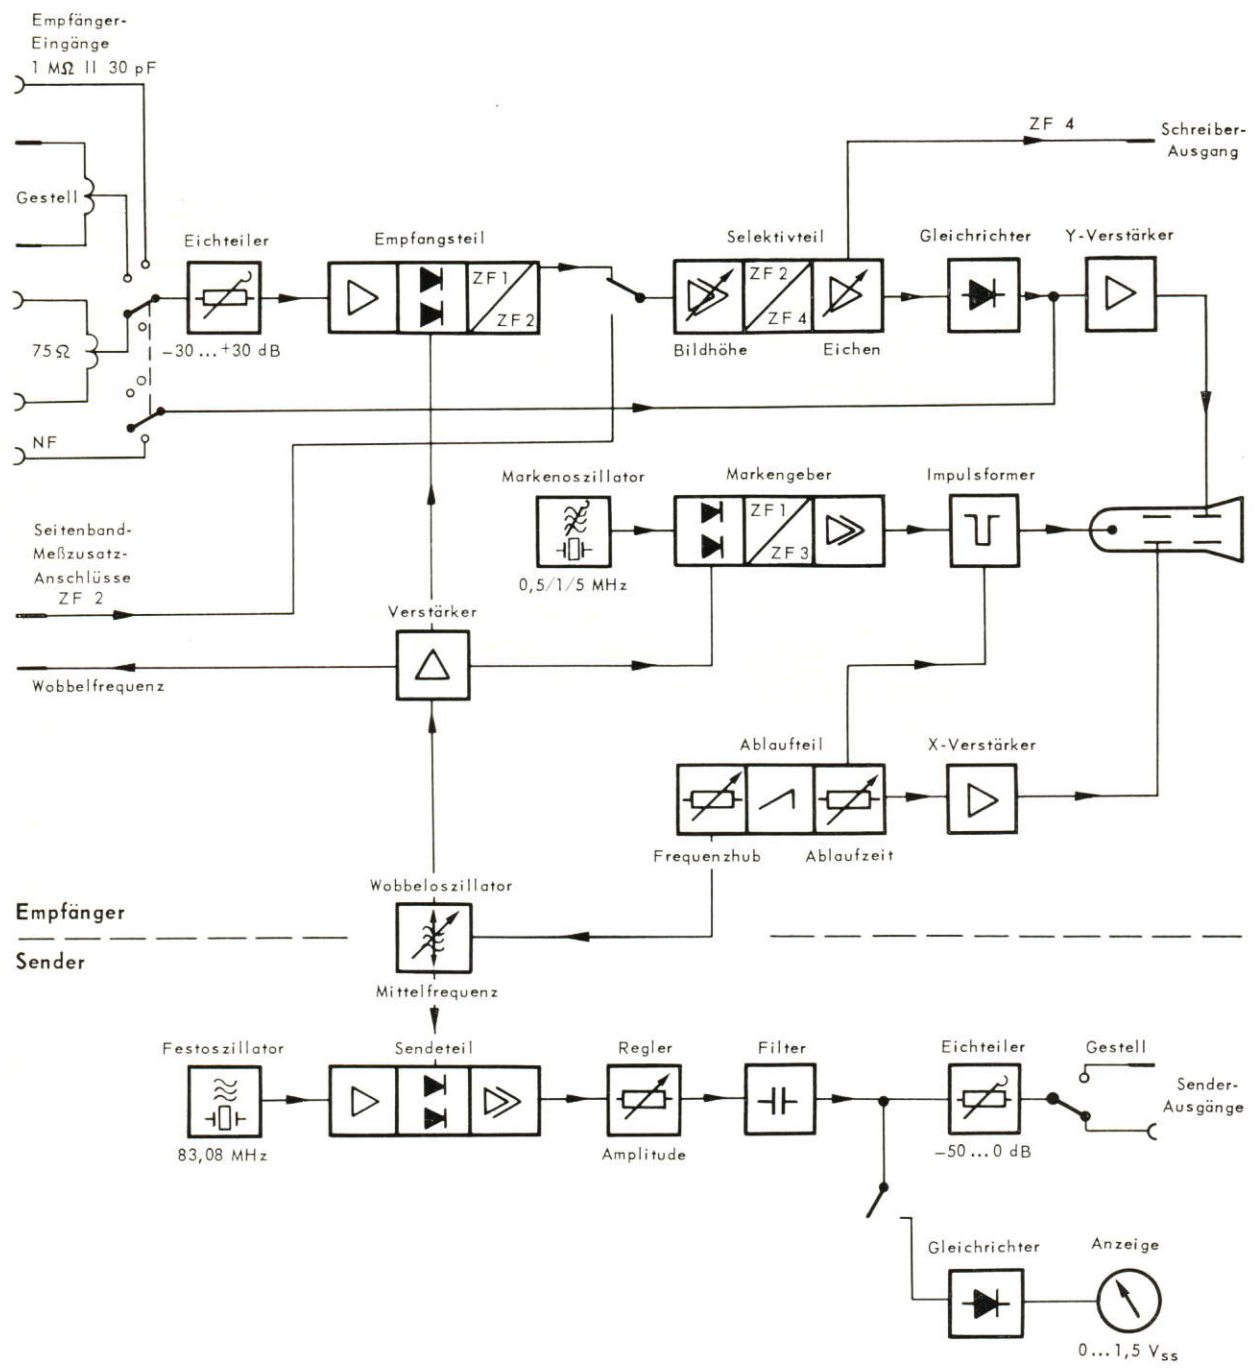 Empfänger-
Eingänge
1 MΩ II 30 pF
ZF 4
Schreiber-
Ausgang
Gestell
Eichteiler
Empfangsteil
Selektivteil
Gleichrichter
Y-Verstärker
ZF 1
ZF 2
ZF 2
ZF 4
75 Ω
-30 ... +30 dB
Bildhöhe
Eichen
NF
Markenoszillator
Markengeber
Impulsformer
ZF 1
ZF 3
0,5/1/5 MHz
Seitenband-
Meßzusatz-
Anschlüsse
ZF 2
Verstärker
Wobbelfrequenz
Ablaufteil
X-Verstärker
Frequenzhub
Ablaufzeit
Wobbeloszillator
Empfänger
Sender
Mittelfrequenz
Festoszillator
Sendeteil
Regler
Filter
Eichteiler
Gestell
Sender-
Ausgänge
83,08 MHz
Amplitude
-50 ... 0 dB
Gleichrichter
Anzeige
0 ... 1,5 Vss